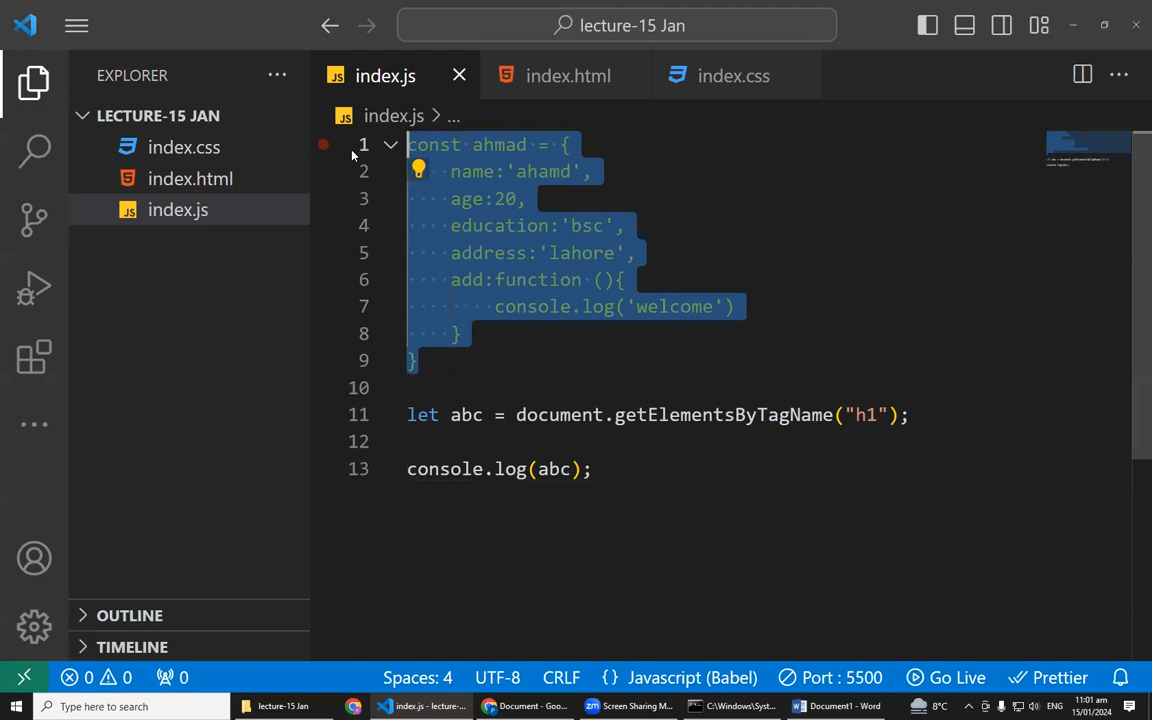 lecture-15 Jan
EXPLORER
LECTURE-15 JAN
index.css
index.html
JS index.js
OUTLINE
TIMELINE
JS index.js
index.html
index.css
JS index.js > ...
1 const ahmad = {
2 name:'ahamd',
3 age:20,
4 education:'bsc',
5 address:'lahore',
6 add:function (){
7 console.log('welcome')
8 }
9 }
10
11 let abc = document.getElementsByTagName("h1");
12
13 console.log(abc);
0 0 0 Spaces: 4 UTF-8 CRLF {} Javascript (Babel) Port : 5500 Go Live Prettier
Type here to search lecture-15 Jan index.js - lecture-... Document - Goo... Screen Sharing M... C:\Windows\Syst... Document1 - Word 8°C ENG 11:01 am
15/01/2024